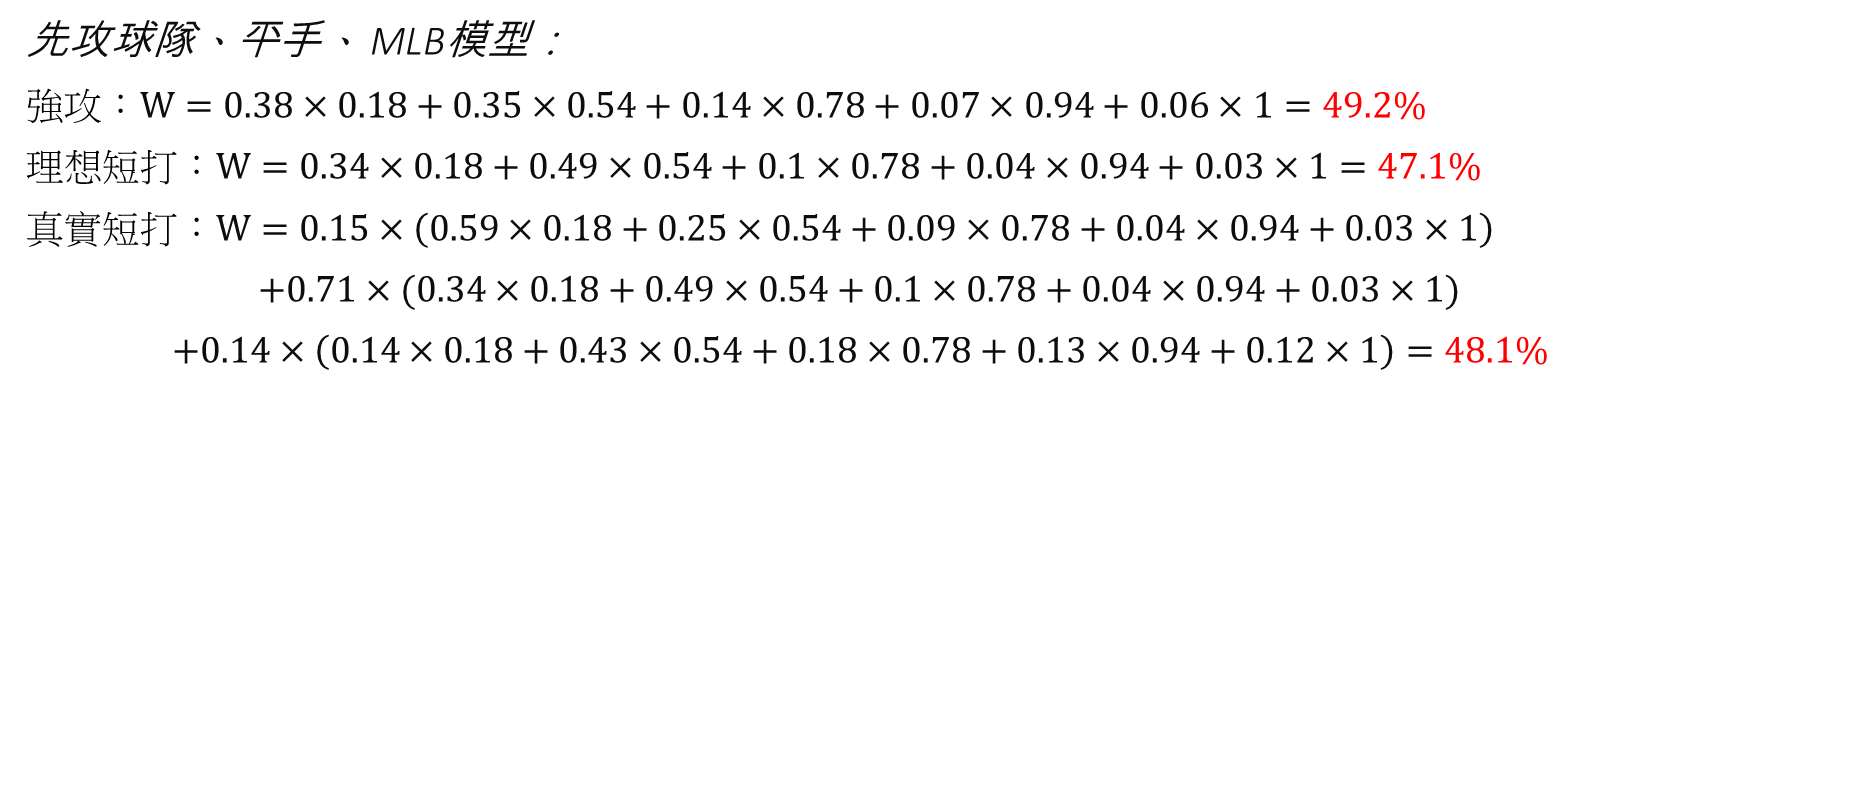 先攻球隊、平手、MLB模型：
強攻：W = 0.38 × 0.18 + 0.35 × 0.54 + 0.14 × 0.78 + 0.07 × 0.94 + 0.06 × 1 = 49.2%
理想短打：W = 0.34 × 0.18 + 0.49 × 0.54 + 0.1 × 0.78 + 0.04 × 0.94 + 0.03 × 1 = 47.1%
真實短打：W = 0.15 × (0.59 × 0.18 + 0.25 × 0.54 + 0.09 × 0.78 + 0.04 × 0.94 + 0.03 × 1)
+0.71 × (0.34 × 0.18 + 0.49 × 0.54 + 0.1 × 0.78 + 0.04 × 0.94 + 0.03 × 1)
+0.14 × (0.14 × 0.18 + 0.43 × 0.54 + 0.18 × 0.78 + 0.13 × 0.94 + 0.12 × 1) = 48.1%